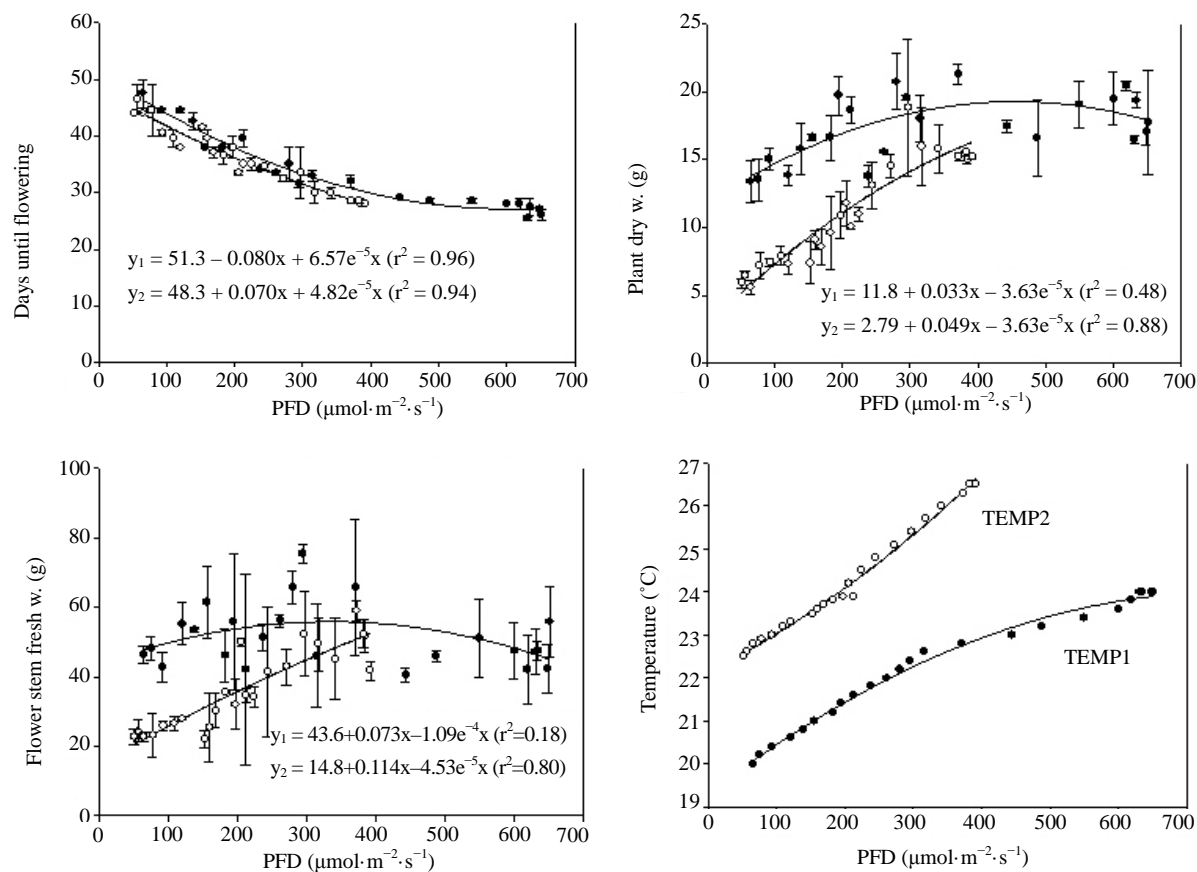 60
50
40
30
20
10
0
Days until flowering
y₁ = 51.3 – 0.080x + 6.57e⁻⁵x (r² = 0.96)
y₂ = 48.3 + 0.070x + 4.82e⁻⁵x (r² = 0.94)
0 100 200 300 400 500 600 700
PFD (μmol·m⁻²·s⁻¹)
25
20
15
10
5
0
Plant dry w. (g)
y₁ = 11.8 + 0.033x – 3.63e⁻⁵x (r² = 0.48)
y₂ = 2.79 + 0.049x – 3.63e⁻⁵x (r² = 0.88)
0 100 200 300 400 500 600 700
PFD (μmol·m⁻²·s⁻¹)
100
80
60
40
20
0
Flower stem fresh w. (g)
y₁ = 43.6+0.073x–1.09e⁻⁴x (r²=0.18)
y₂ = 14.8+0.114x–4.53e⁻⁵x (r²=0.80)
0 100 200 300 400 500 600 700
PFD (μmol·m⁻²·s⁻¹)
27
26
25
24
23
22
21
20
19
Temperature (˚C)
TEMP2
TEMP1
0 100 200 300 400 500 600 700
PFD (μmol·m⁻²·s⁻¹)